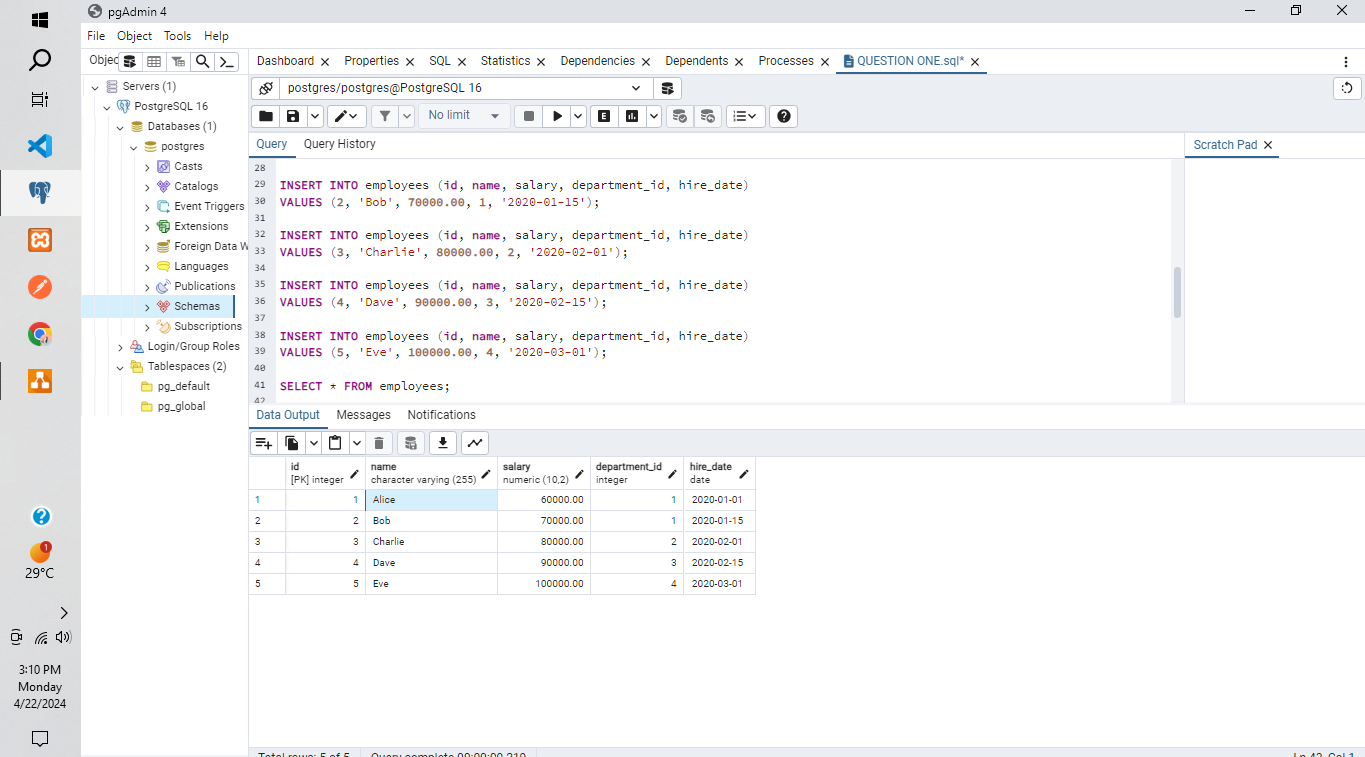 pgAdmin 4
File Object Tools Help
Objec
Dashboard Properties SQL Statistics Dependencies Dependents Processes QUESTION ONE.sql*
Servers (1)
PostgreSQL 16
Databases (1)
postgres
Casts
Catalogs
Event Triggers
Extensions
Foreign Data W
Languages
Publications
Schemas
Subscriptions
Login/Group Roles
Tablespaces (2)
pg_default
pg_global
postgres/postgres@PostgreSQL 16
No limit
E
Query Query History
Scratch Pad
28
29 INSERT INTO employees (id, name, salary, department_id, hire_date)
30 VALUES (2, 'Bob', 70000.00, 1, '2020-01-15');
31
32 INSERT INTO employees (id, name, salary, department_id, hire_date)
33 VALUES (3, 'Charlie', 80000.00, 2, '2020-02-01');
34
35 INSERT INTO employees (id, name, salary, department_id, hire_date)
36 VALUES (4, 'Dave', 90000.00, 3, '2020-02-15');
37
38 INSERT INTO employees (id, name, salary, department_id, hire_date)
39 VALUES (5, 'Eve', 100000.00, 4, '2020-03-01');
40
41 SELECT * FROM employees;
42
Data Output Messages Notifications
id name salary department_id hire_date
[PK] integer character varying (255) numeric (10,2) integer date
1 1 Alice 60000.00 1 2020-01-01
2 2 Bob 70000.00 1 2020-01-15
3 3 Charlie 80000.00 2 2020-02-01
4 4 Dave 90000.00 3 2020-02-15
5 5 Eve 100000.00 4 2020-03-01
Total rows: 5 of 5 Query complete 00:00:00.210 Ln 42, Col 1
1
29°C
3:10 PM
Monday
4/22/2024